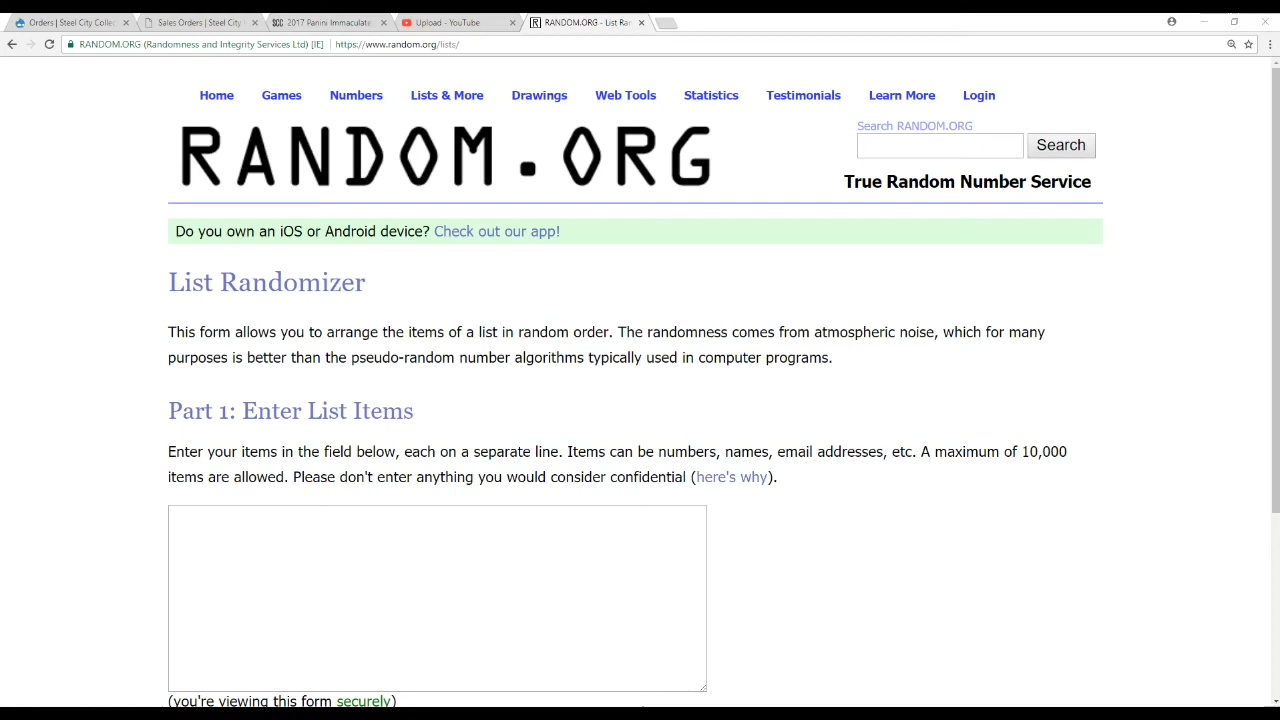 Orders | Steel City Collec
Sales Orders | Steel City
2017 Panini Immaculate
Upload - YouTube
RANDOM.ORG - List Ra
RANDOM.ORG (Randomness and Integrity Services Ltd) [IE]
https://www.random.org/lists/
Home Games Numbers Lists & More Drawings Web Tools Statistics Testimonials Learn More Login
RANDOM.ORG
Search RANDOM.ORG
Search
True Random Number Service
Do you own an iOS or Android device? Check out our app!
List Randomizer
This form allows you to arrange the items of a list in random order. The randomness comes from atmospheric noise, which for many
purposes is better than the pseudo-random number algorithms typically used in computer programs.
Part 1: Enter List Items
Enter your items in the field below, each on a separate line. Items can be numbers, names, email addresses, etc. A maximum of 10,000
items are allowed. Please don't enter anything you would consider confidential (here's why).
(you're viewing this form securely)